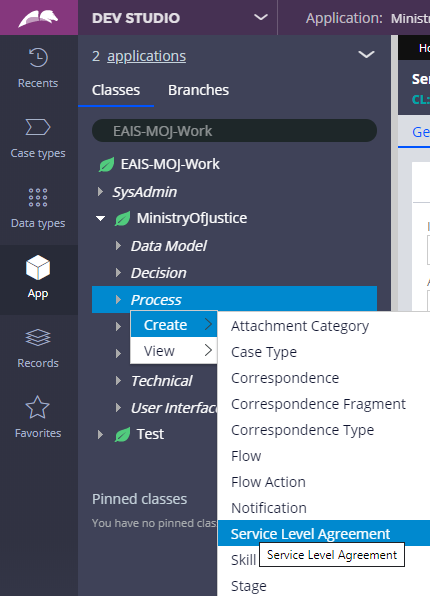 DEV STUDIO
Application: Ministr
Recents
Case types
Data types
App
Records
Favorites
2 applications
Classes Branches
EAIS-MOJ-Work
EAIS-MOJ-Work
SysAdmin
MinistryOfJustice
Data Model
Decision
Process
Create
View
Technical
User Interface
Test
Pinned classes
You have no pinned clas
Attachment Category
Case Type
Correspondence
Correspondence Fragment
Correspondence Type
Flow
Flow Action
Notification
Service Level Agreement
Service Level Agreement
Skill
Stage
Ho
Ser
CL:
Ge